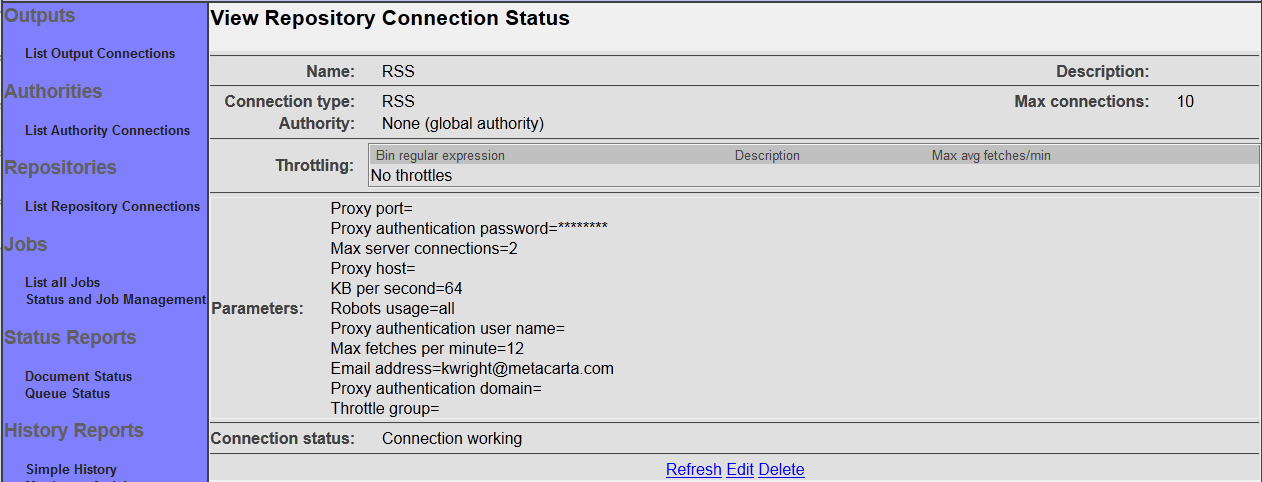 Outputs
List Output Connections
Authorities
List Authority Connections
Repositories
List Repository Connections
Jobs
List all Jobs
Status and Job Management
Status Reports
Document Status
Queue Status
History Reports
Simple History
View Repository Connection Status
Name: RSS Description:
Connection type: RSS Max connections: 10
Authority: None (global authority)
Throttling:
Bin regular expression Description Max avg fetches/min
No throttles
Parameters:
Proxy port=
Proxy authentication password=********
Max server connections=2
Proxy host=
KB per second=64
Robots usage=all
Proxy authentication user name=
Max fetches per minute=12
Email address=kwright@metacarta.com
Proxy authentication domain=
Throttle group=
Connection status: Connection working
Refresh Edit Delete